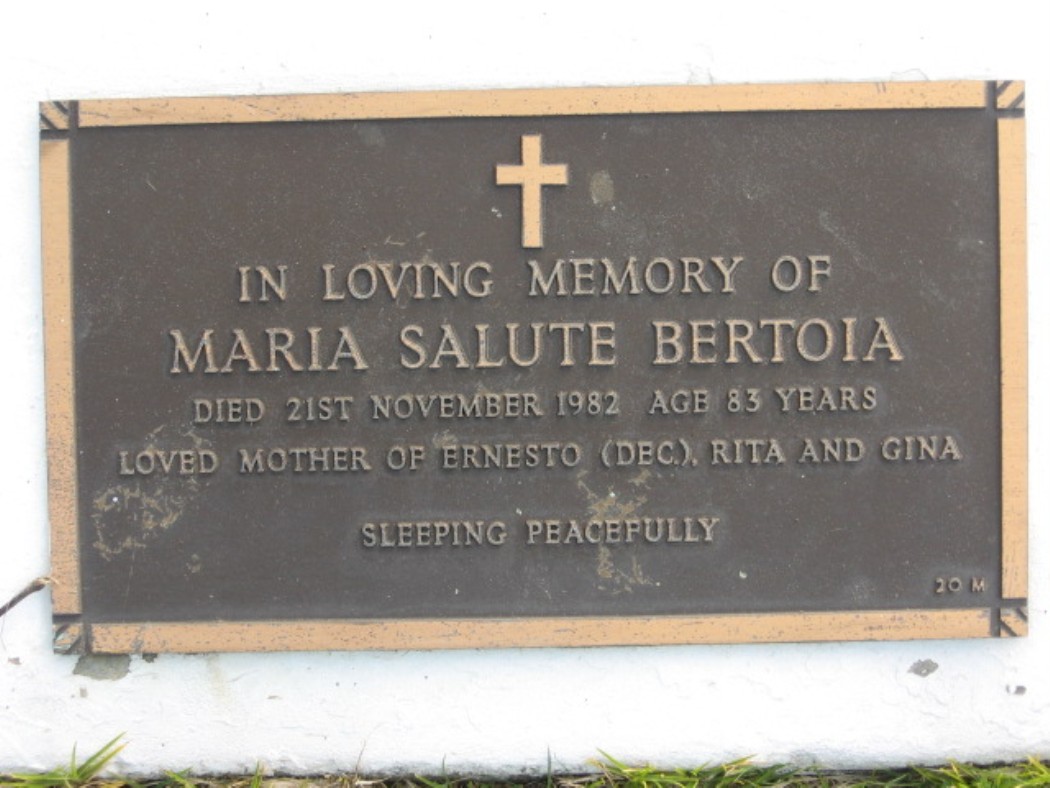 IN LOVING MEMORY OF
MARIA SALUTE BERTOIA
DIED 21ST NOVEMBER 1982 AGE 83 YEARS
LOVED MOTHER OF ERNESTO (DEC.), RITA AND GINA
SLEEPING PEACEFULLY
20 M